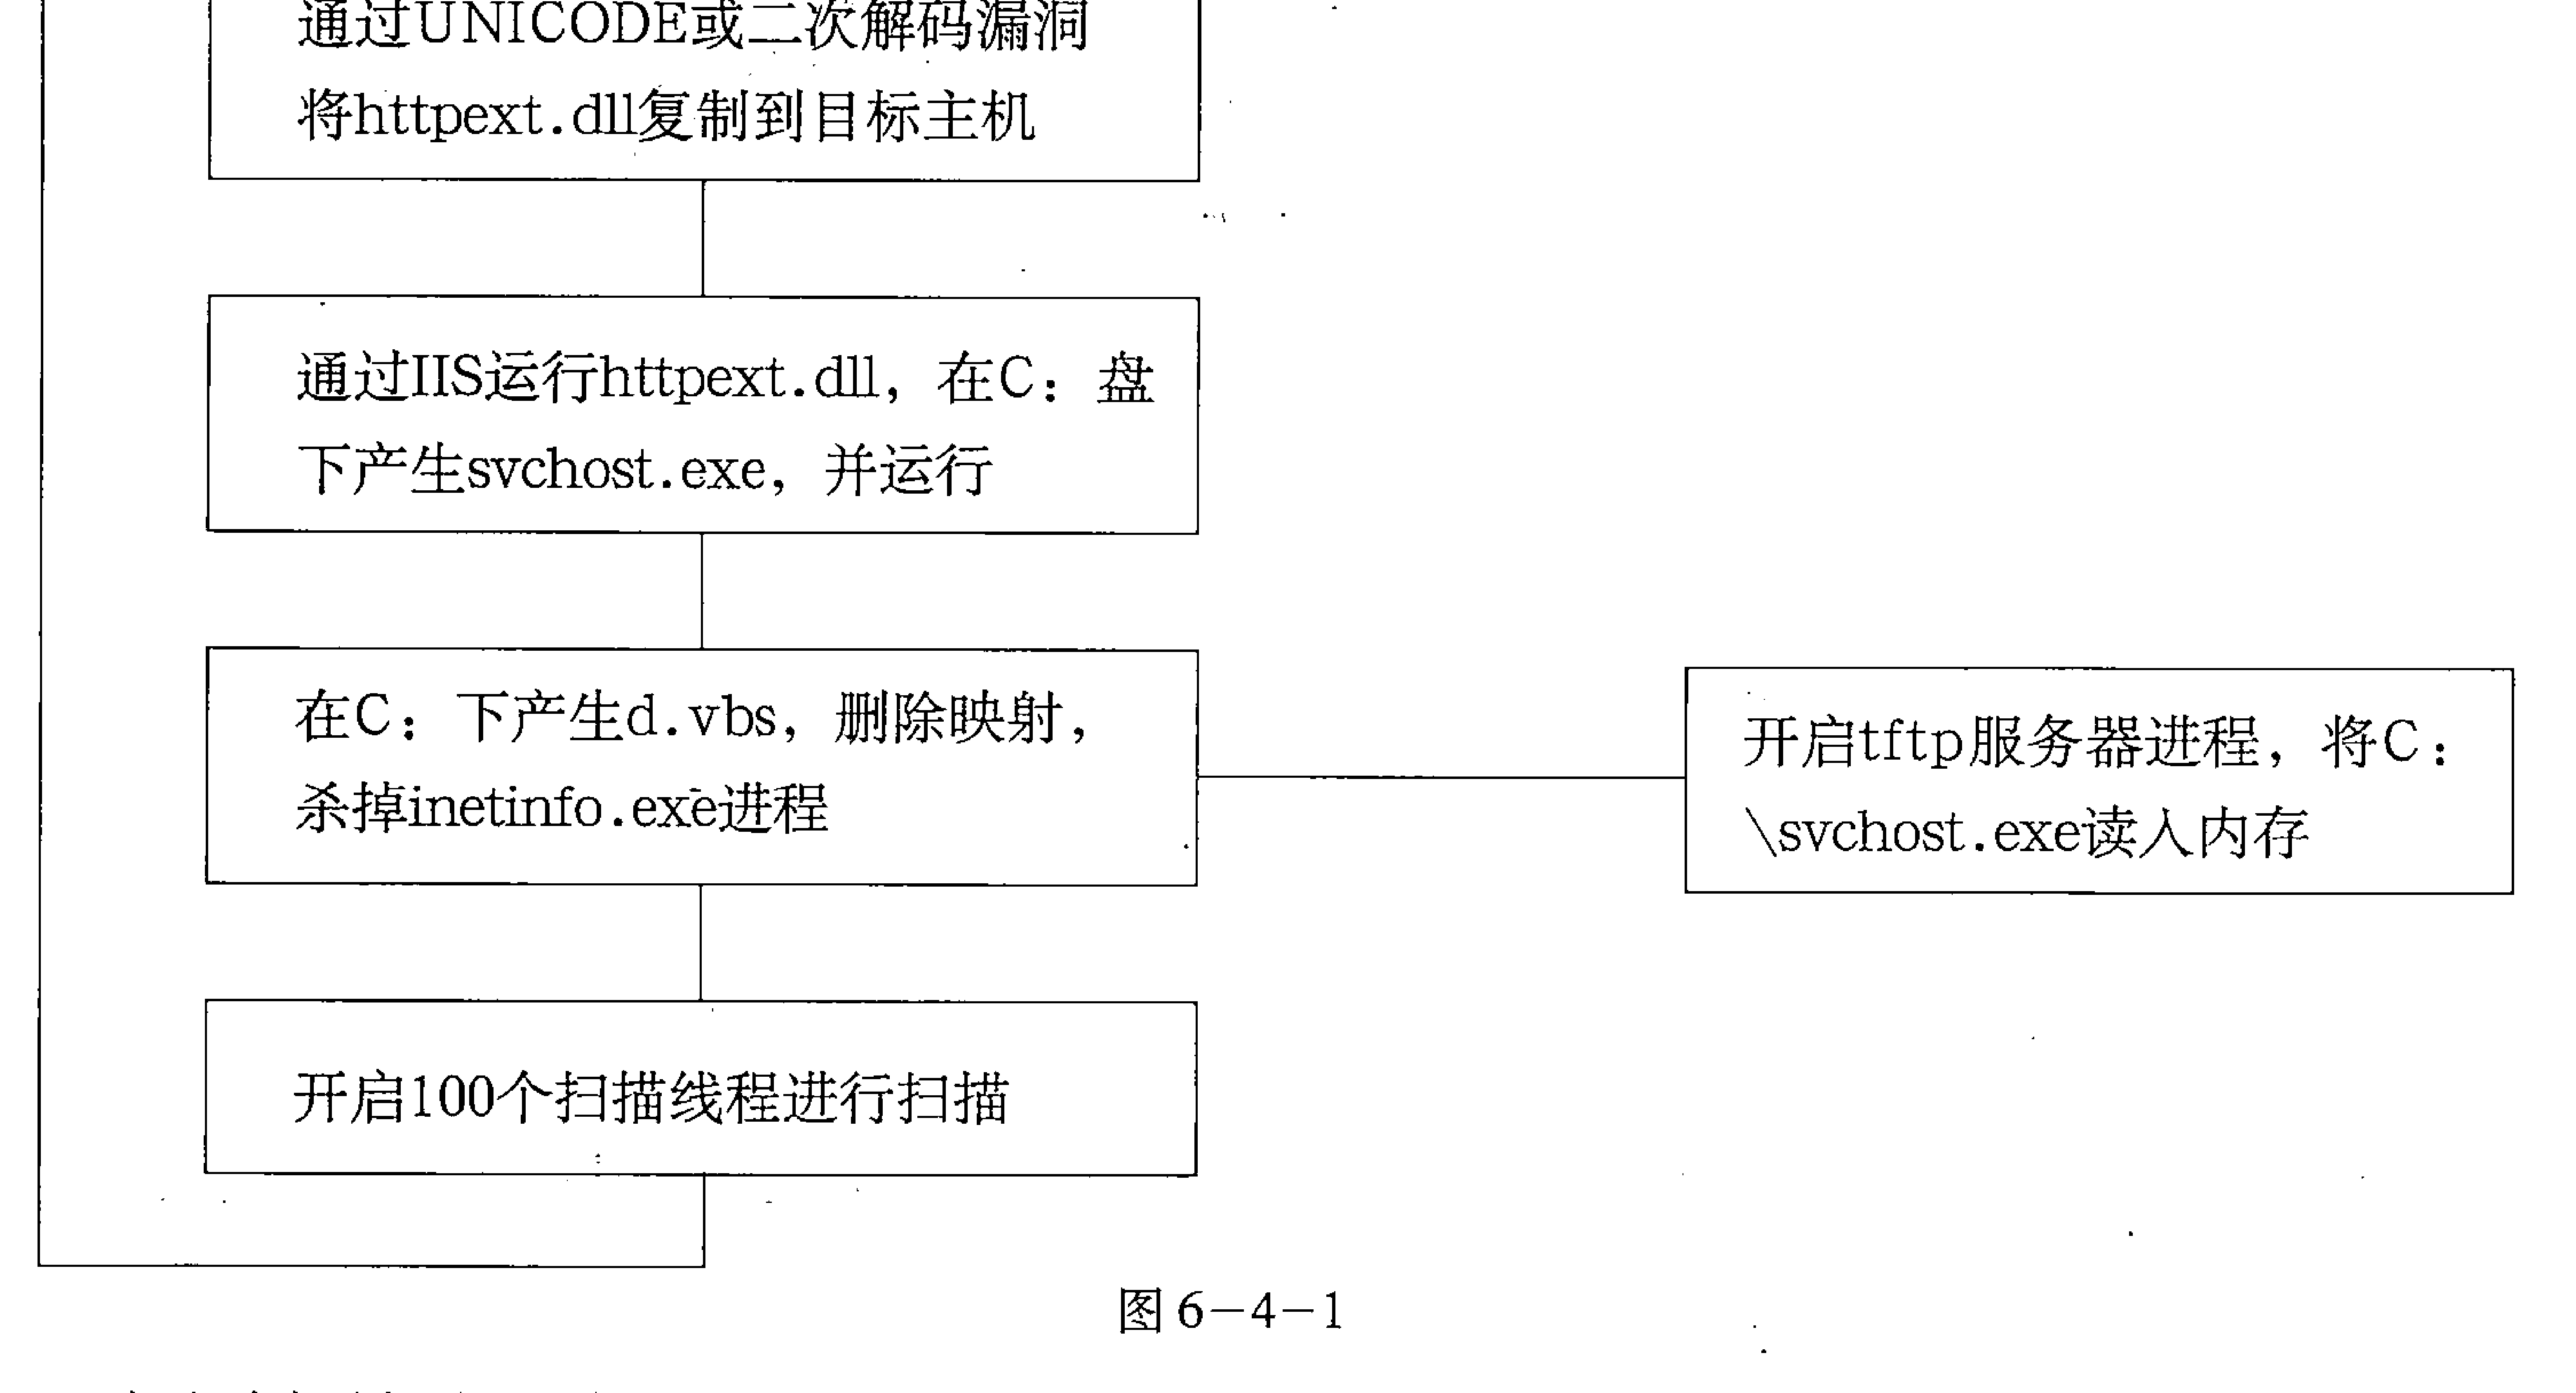 通过UNICODE或二次解码漏洞
将httpext.dll复制到目标主机
通过IIS运行httpext.dll，在C：盘
下产生svchost.exe，并运行
在C：下产生d.vbs，删除映射，
杀掉inetinfo.exe进程
开启tftp服务器进程，将C：
\svchost.exe读入内存
开启100个扫描线程进行扫描
图6－4－1